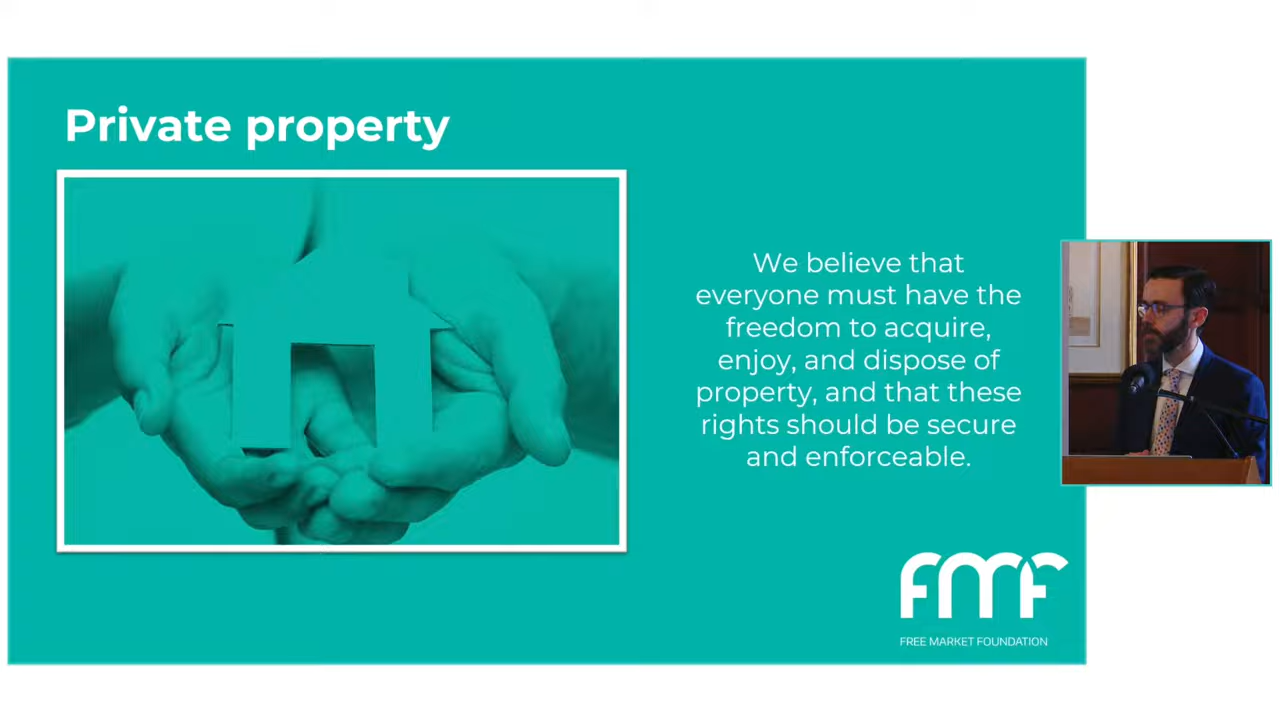 Private property
We believe that
everyone must have the
freedom to acquire,
enjoy, and dispose of
property, and that these
rights should be secure
and enforceable.
fmf
FREE MARKET FOUNDATION